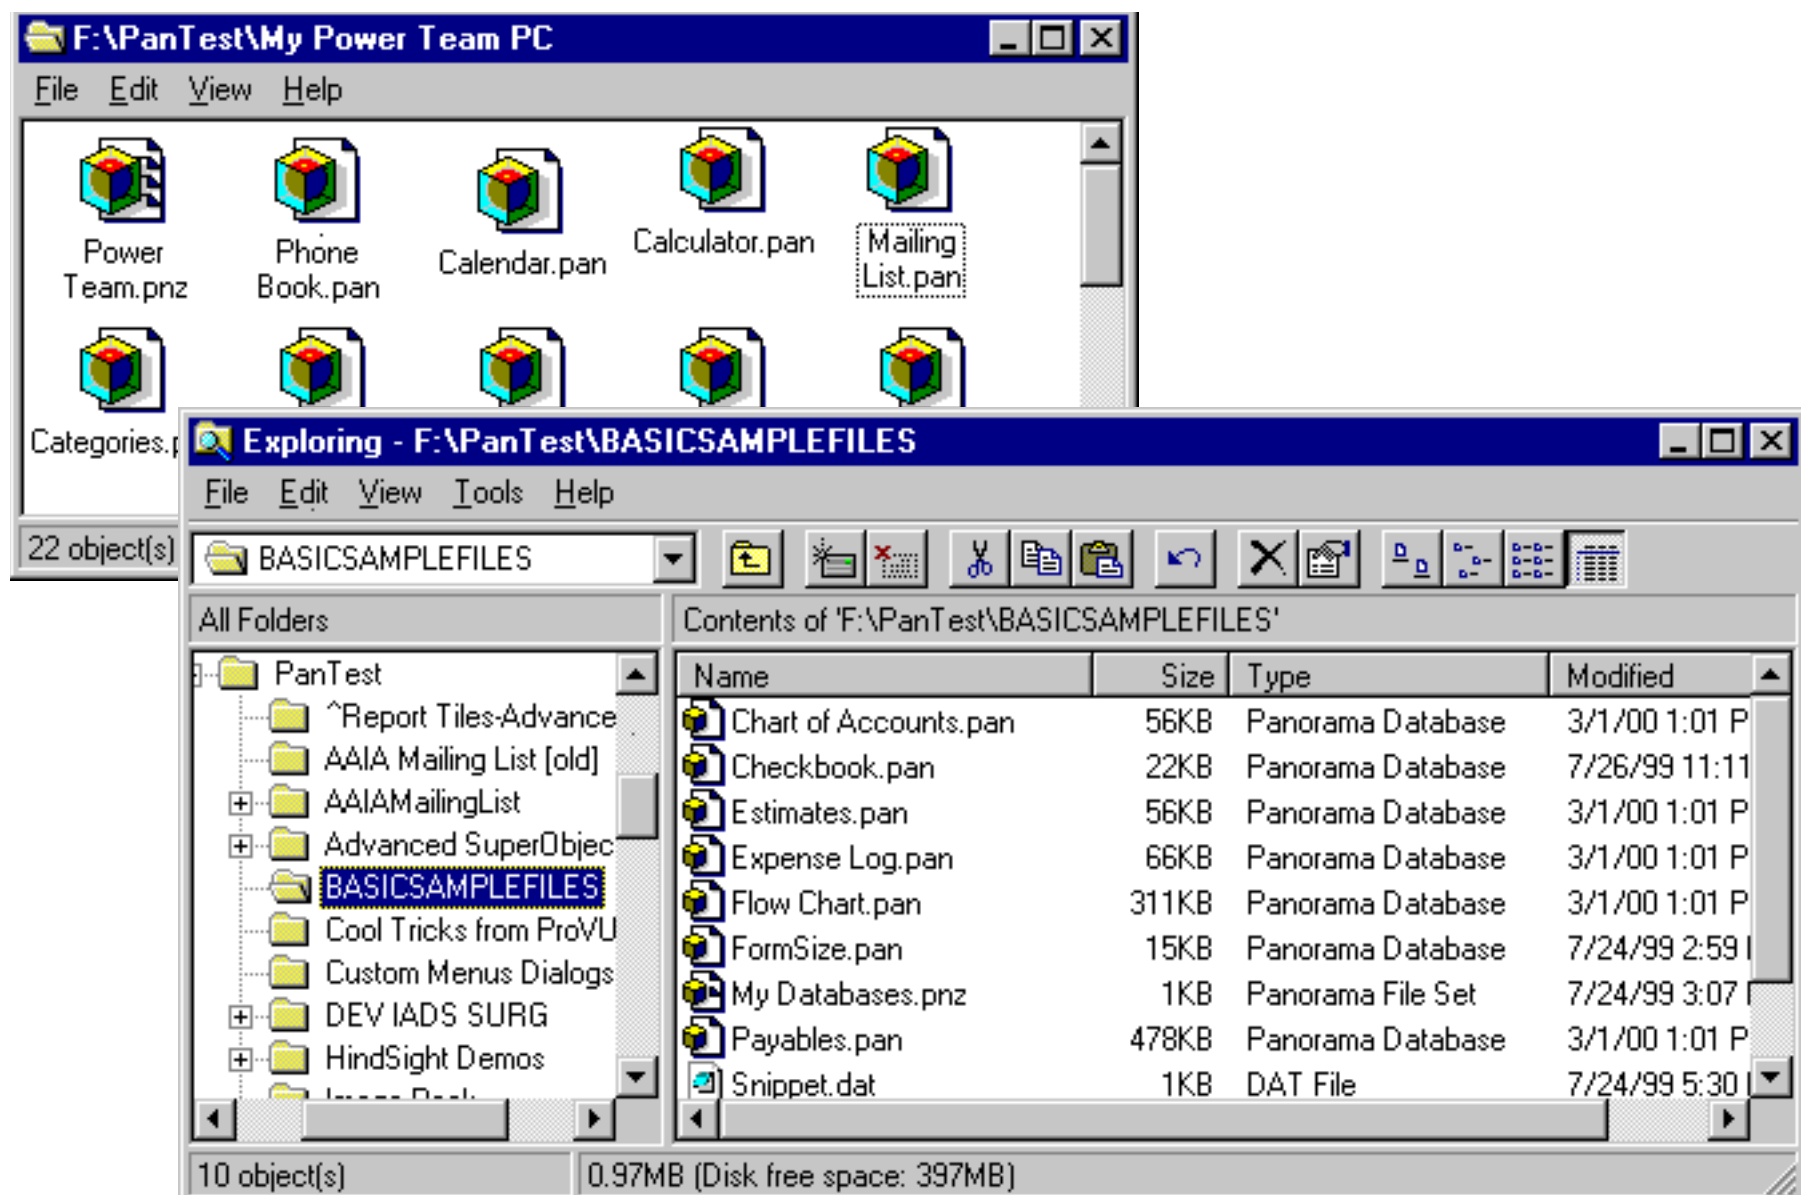 F:\PanTest\My Power Team PC
File Edit View Help
Power Team.pnz
Phone Book.pan
Calendar.pan
Calculator.pan
Mailing List.pan
Categories.p
22 object(s)
Exploring - F:\PanTest\BASICSAMPLEFILES
File Edit View Tools Help
BASICSAMPLEFILES
All Folders
Contents of 'F:\PanTest\BASICSAMPLEFILES'
PanTest
^Report Tiles-Advance
AAIA Mailing List [old]
AAIAMailingList
Advanced SuperObjec
BASICSAMPLEFILES
Cool Tricks from ProVU
Custom Menus Dialogs
DEV IADS SURG
HindSight Demos
Name Size Type Modified
Chart of Accounts.pan 56KB Panorama Database 3/1/00 1:01 P
Checkbook.pan 22KB Panorama Database 7/26/99 11:11
Estimates.pan 56KB Panorama Database 3/1/00 1:01 P
Expense Log.pan 66KB Panorama Database 3/1/00 1:01 P
Flow Chart.pan 311KB Panorama Database 3/1/00 1:01 P
FormSize.pan 15KB Panorama Database 7/24/99 2:59
My Databases.pnz 1KB Panorama File Set 7/24/99 3:07
Payables.pan 478KB Panorama Database 3/1/00 1:01 P
Snippet.dat 1KB DAT File 7/24/99 5:30
10 object(s)
0.97MB (Disk free space: 397MB)